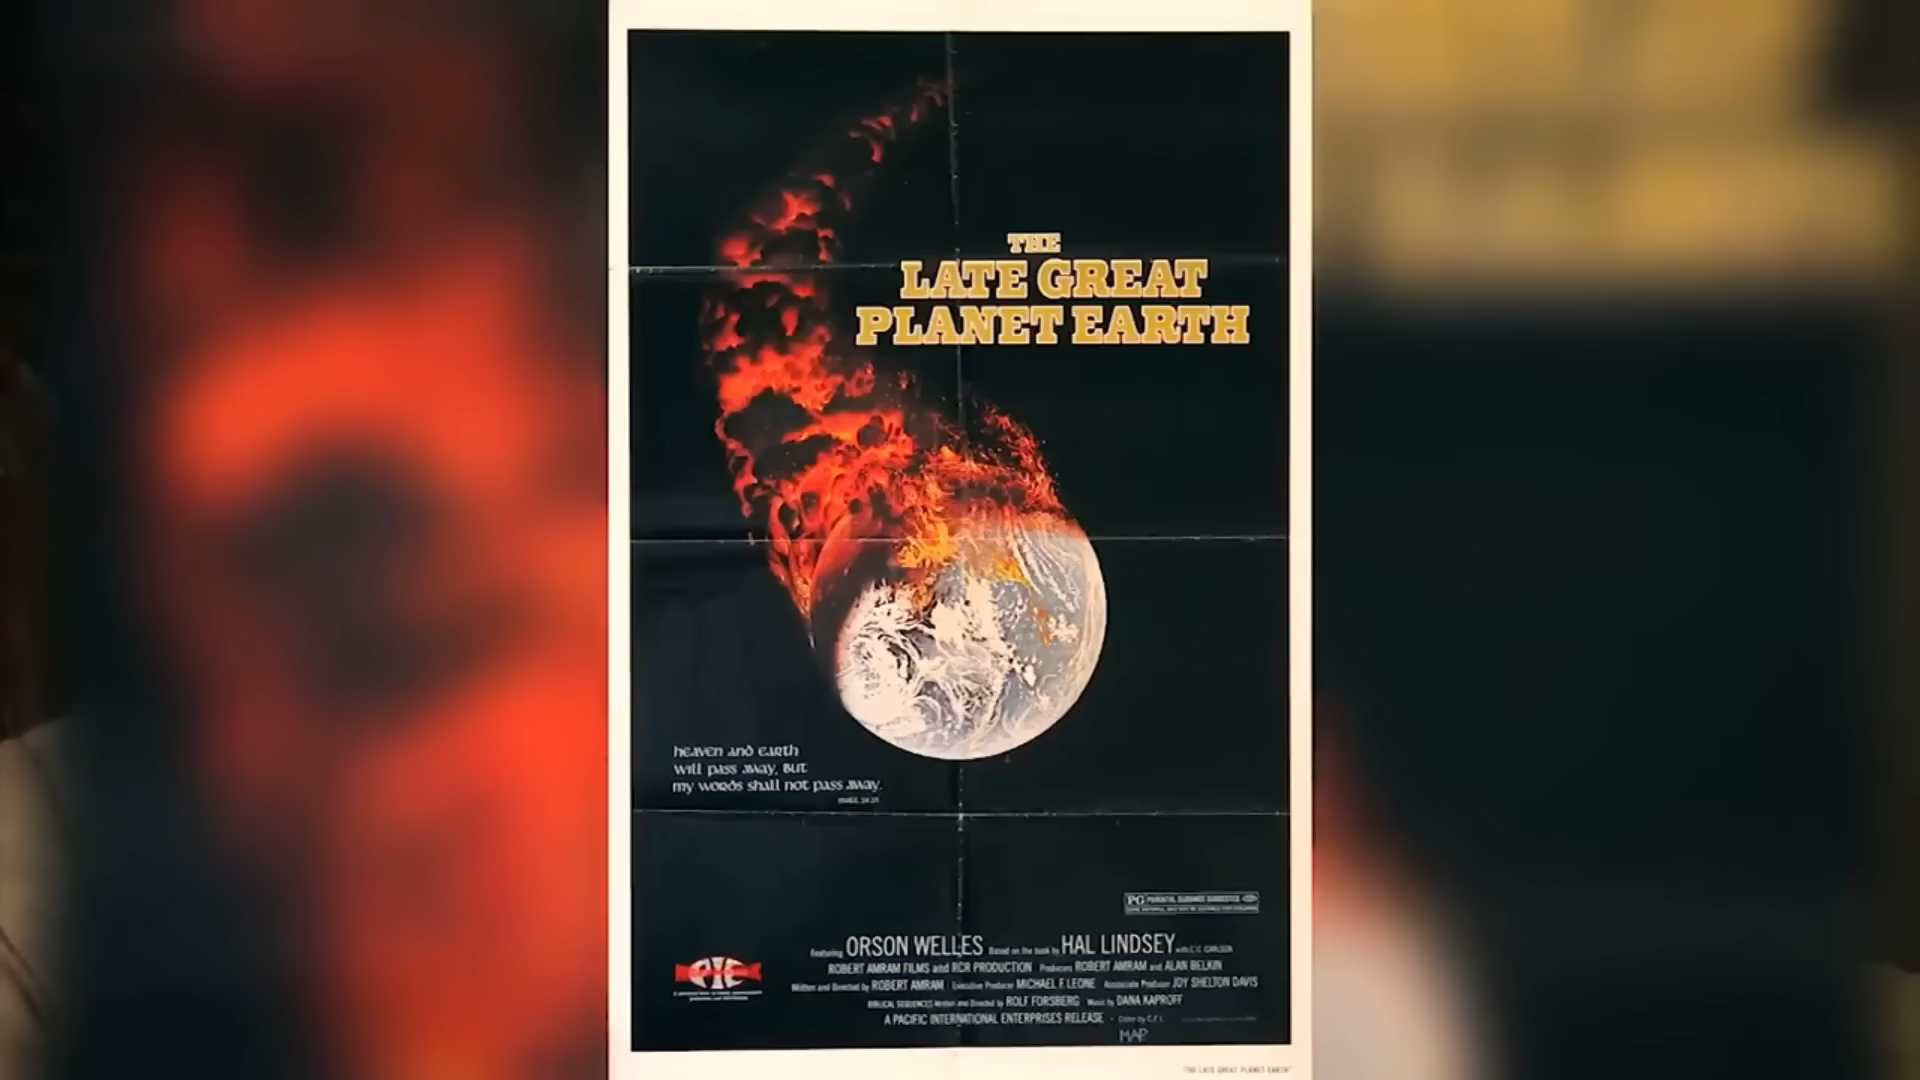 THE
LATE GREAT
PLANET EARTH
heaven and earth
will pass away, but
my words shall not pass away.
PG PARENTAL GUIDANCE SUGGESTED
Featuring ORSON WELLES Based on the book by HAL LINDSEY with C.C. CARLSON
ROBERT AMRAM FILMS and RCR PRODUCTION Producers ROBERT AMRAM and ALAN BELKIN
Written and Directed by ROBERT AMRAM Executive Producer MICHAEL F. LEONE Associate Producer JOY SHELTON DAVIS
BIBLICAL SEQUENCES Written and Directed by ROLF FORSBERG Music by DANA KAPROFF
A PACIFIC INTERNATIONAL ENTERPRISES RELEASE • Color by C.F.I.
PIE
"THE LATE GREAT PLANET EARTH"